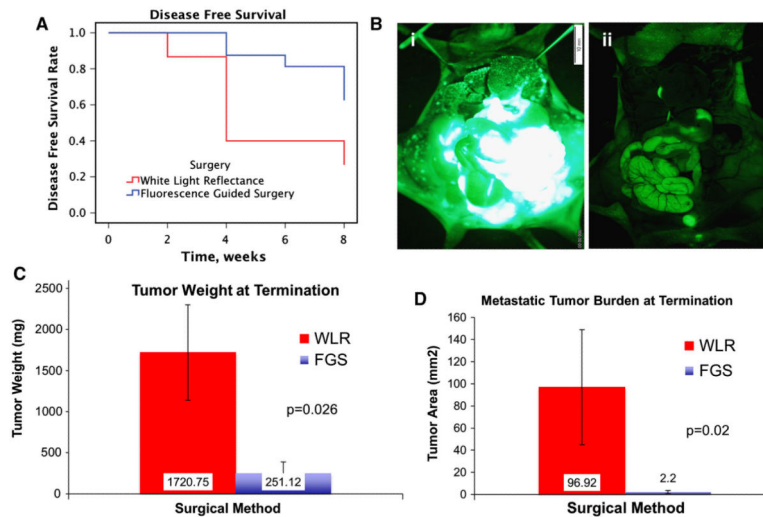 A
Disease Free Survival
Disease Free Survival Rate
1.0
0.8
0.6
0.4
0.2
0.0
Surgery
White Light Reflectance
Fluorescence Guided Surgery
0
2
4
6
8
Time, weeks
B
i
10 mm
ii
C
Tumor Weight at Termination
Tumor Weight (mg)
2500
2000
1500
1000
500
0
WLR
FGS
p=0.026
1720.75
251.12
Surgical Method
D
Metastatic Tumor Burden at Termination
Tumor Area (mm2)
160
140
120
100
80
60
40
20
0
WLR
FGS
p=0.02
96.92
2.2
Surgical Method